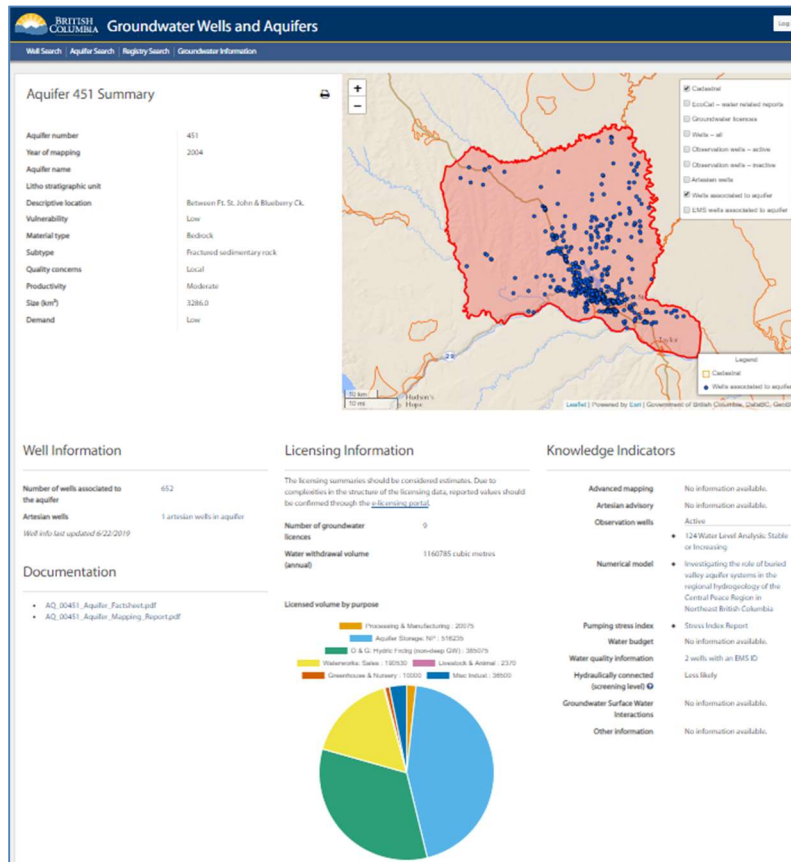 BRITISH
COLUMBIA
Groundwater Wells and Aquifers
Log
Well Search | Aquifer Search | Registry Search | Groundwater Information
Aquifer 451 Summary
Aquifer number 451
Year of mapping 2004
Aquifer name
Litho stratigraphic unit
Descriptive location Between Ft. St. John & Blueberry Ck.
Vulnerability Low
Material type Bedrock
Subtype Fractured sedimentary rock
Quality concerns Local
Productivity Moderate
Size (km²) 3286.0
Demand Low
+
−
Cadastral
EcoCat – water related reports
Groundwater licences
Wells – all
Observation wells – active
Observation wells – inactive
Artesian wells
Wells associated to aquifer
EMS wells associated to aquifer
Taylor
29
Hudson's
Hope
10 km
10 mi
Legend
Cadastral
Wells associated to aquifer
Leaflet | Powered by Esri | Government of British Columbia, DataBC, GeoB
Well Information
Number of wells associated to
the aquifer
652
Artesian wells 1 artesian wells in aquifer
Well info last updated 6/22/2019
Documentation
AQ_00451_Aquifer_Factsheet.pdf
AQ_00451_Aquifer_Mapping_Report.pdf
Licensing Information
The licensing summaries should be considered estimates. Due to
complexities in the structure of the licensing data, reported values should
be confirmed through the e-licensing portal.
Number of groundwater
licences
9
Water withdrawal volume
(annual)
1160785 cubic metres
Licensed volume by purpose
Processing & Manufacturing : 20075
Aquifer Storage: NP : 516235
O & G: Hydrlc Frctrg (non-deep GW) : 385075
Waterworks: Sales : 190530 Livestock & Animal : 2370
Greenhouse & Nursery : 10000 Misc Indust : 36500
Knowledge Indicators
Advanced mapping No information available.
Artesian advisory No information available.
Observation wells Active
124 Water Level Analysis: Stable
or Increasing
Numerical model
Investigating the role of buried
valley aquifer systems in the
regional hydrogeology of the
Central Peace Region in
Northeast British Columbia
Pumping stress index Stress Index Report
Water budget No information available.
Water quality information 2 wells with an EMS ID
Hydraulically connected
(screening level)
Less likely
Groundwater Surface Water
Interactions
No information available.
Other information No information available.